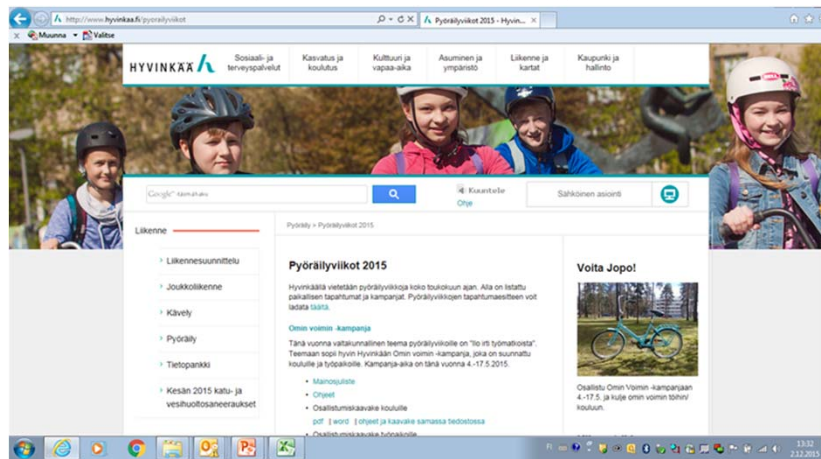 http://www.hyvinkaa.fi/pyorailyviikot
Pyöräilyviikot 2015 - Hyvin...
x Muunna Valitse
HYVINKÄÄ
Sosiaali- ja terveyspalvelut
Kasvatus ja koulutus
Kulttuuri ja vapaa-aika
Asuminen ja ympäristö
Liikenne ja kartat
Kaupunki ja hallinto
Google
Kuuntele
Ohje
Sähköinen asiointi
Liikenne
Liikennesuunnittelu
Joukkoliikenne
Kävely
Pyöräily
Tietopankki
Kesän 2015 katu- ja
vesihuoltosaneeraukset
Pyöräily > Pyöräilyviikot 2015
Pyöräilyviikot 2015
Hyvinkäällä vietetään pyöräilyviikkoja koko toukokuun ajan. Alla on listattu
paikallisen tapahtumat ja kampanjat. Pyöräilyviikkojen tapahtumaesitteen voit
ladata täältä.
Omin voimin -kampanja
Tänä vuonna valtakunnallinen teema pyöräilyviikoille on "Ilo irti työmatkoista".
Teemaan sopii hyvin Hyvinkään Omin voimin -kampanja, joka on suunnattu
kouluille ja työpaikoille. Kampanja-aika on tänä vuonna 4.-17.5.2015.
• Mainosjuliste
• Ohjeet
• Osallistumiskaavake kouluille
pdf | word | ohjeet ja kaavake samassa tiedostossa
• Osallistumiskaavake työpaikoille
Voita Jopo!
Osallistu Omin Voimin -kampanjaan
4.-17.5. ja kulje omin voimin töihin/
kouluun.
FI
13:32
2.12.2015